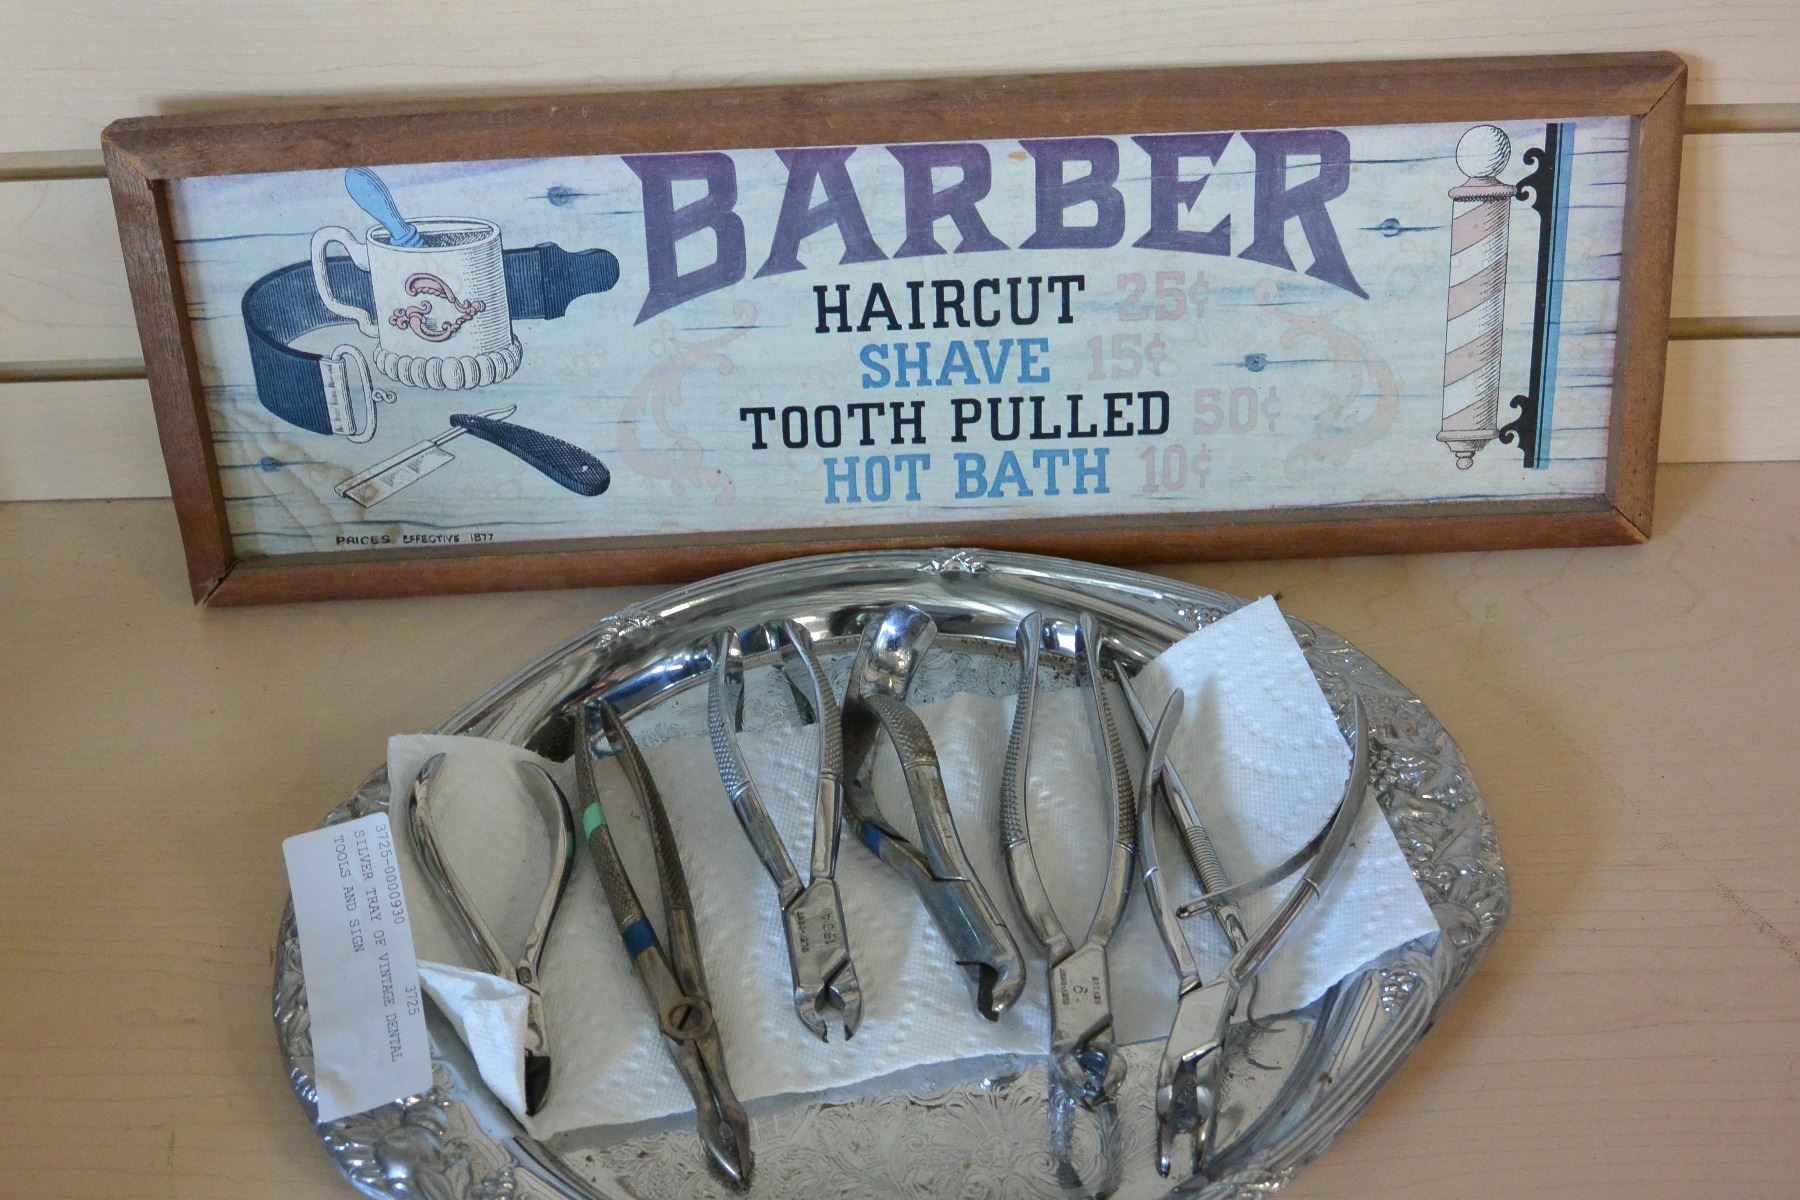 BARBER
HAIRCUT 25¢
SHAVE 15¢
TOOTH PULLED 50¢
HOT BATH 10¢
PRICES EFFECTIVE 1877
3725-0000930 3725
SILVER TRAY OF VINTAGE DENTAL
TOOLS AND SIGN